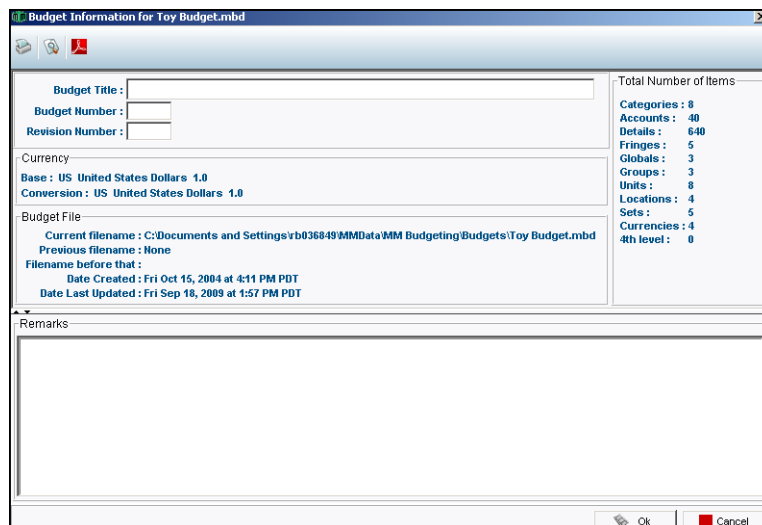 Budget Information for Toy Budget.mbd
Budget Title :
Budget Number :
Revision Number :
Currency
Base : US United States Dollars 1.0
Conversion : US United States Dollars 1.0
Budget File
Current filename : C:\Documents and Settings\rb036849\MMData\MM Budgeting\Budgets\Toy Budget.mbd
Previous filename : None
Filename before that :
Date Created : Fri Oct 15, 2004 at 4:11 PM PDT
Date Last Updated : Fri Sep 18, 2009 at 1:57 PM PDT
Total Number of Items
Categories : 8
Accounts : 40
Details : 640
Fringes : 5
Globals : 3
Groups : 3
Units : 8
Locations : 4
Sets : 5
Currencies : 4
4th level : 0
Remarks
Ok
Cancel